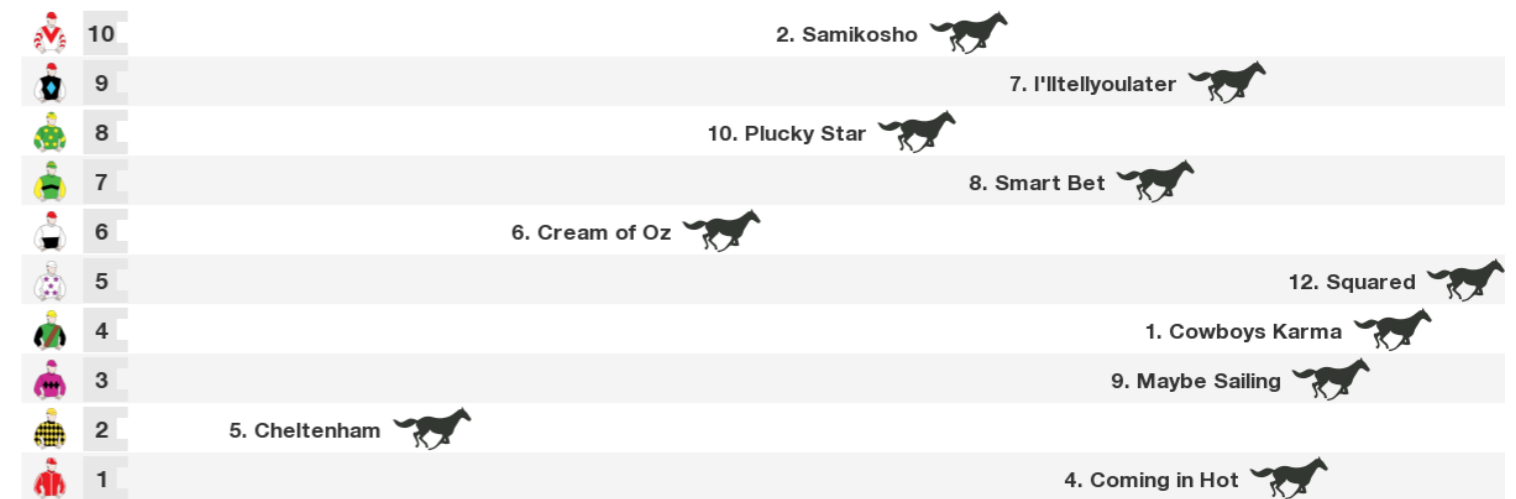 10 2. Samikosho
9 7. I'lltellyoulater
8 10. Plucky Star
7 8. Smart Bet
6 6. Cream of Oz
5 12. Squared
4 1. Cowboys Karma
3 9. Maybe Sailing
2 5. Cheltenham
1 4. Coming in Hot